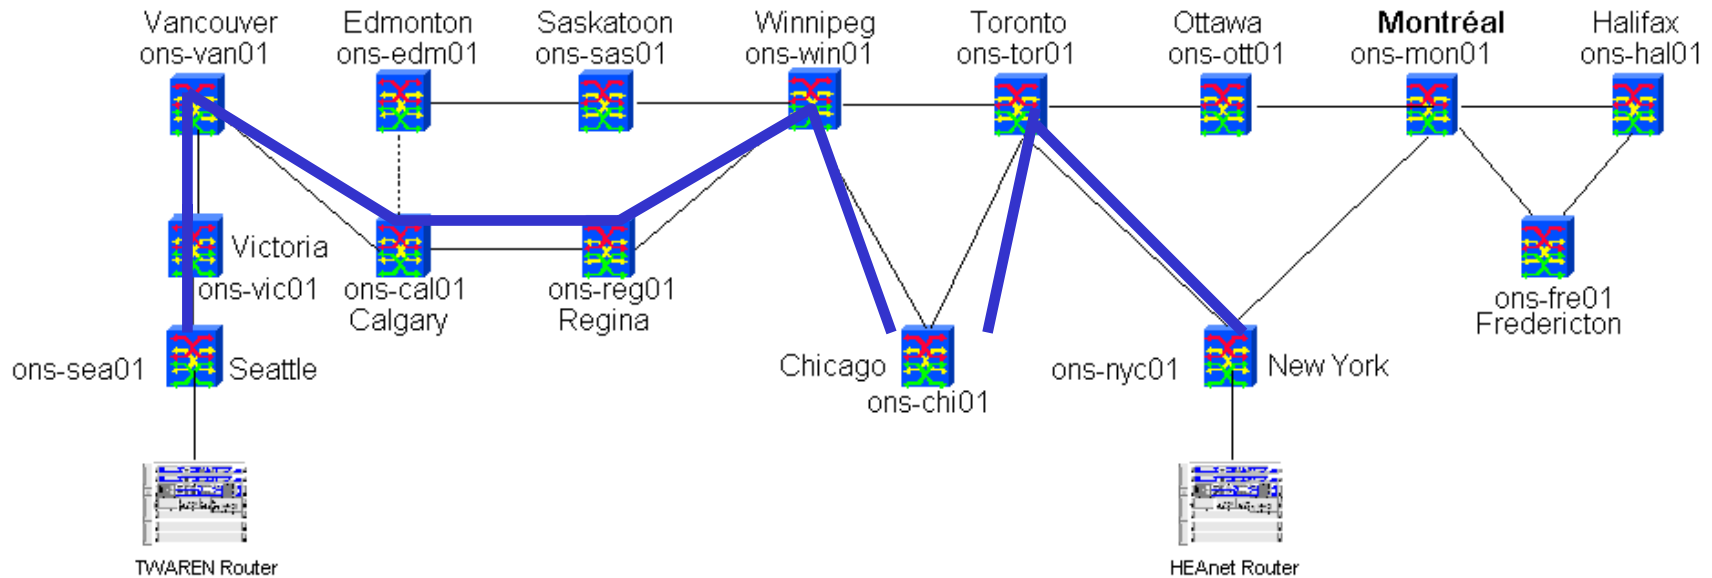 Vancouver
ons-van01
Edmonton
ons-edm01
Saskatoon
ons-sas01
Winnipeg
ons-win01
Toronto
ons-tor01
Ottawa
ons-ott01
Montréal
ons-mon01
Halifax
ons-hal01
Victoria
ons-vic01
ons-cal01
Calgary
ons-reg01
Regina
ons-fre01
Fredericton
ons-sea01
Seattle
Chicago
ons-chi01
ons-nyc01
New York
TWAREN Router
HEAnet Router